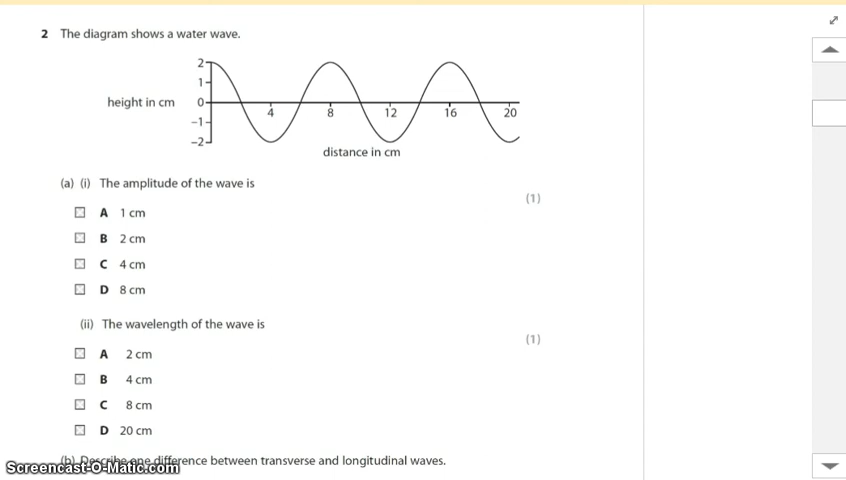 2 The diagram shows a water wave.
2
1
height in cm 0
4 8 12 16 20
–1
–2
distance in cm
(a) (i) The amplitude of the wave is
(1)
A 1 cm
B 2 cm
C 4 cm
D 8 cm
(ii) The wavelength of the wave is
(1)
A 2 cm
B 4 cm
C 8 cm
D 20 cm
(b) Describe one difference between transverse and longitudinal waves.
Screencast-O-Matic.com